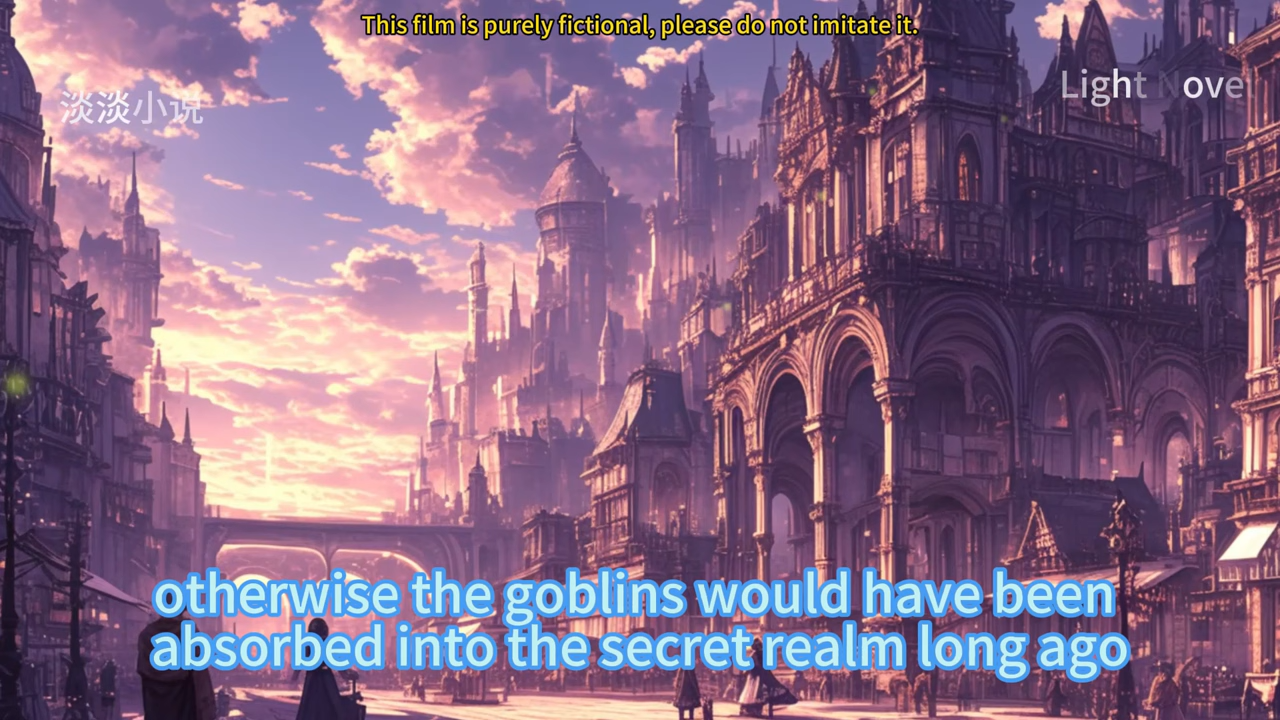 This film is purely fictional, please do not imitate it.
淡淡小说
Light Nove
otherwise the goblins would have been
absorbed into the secret realm long ago